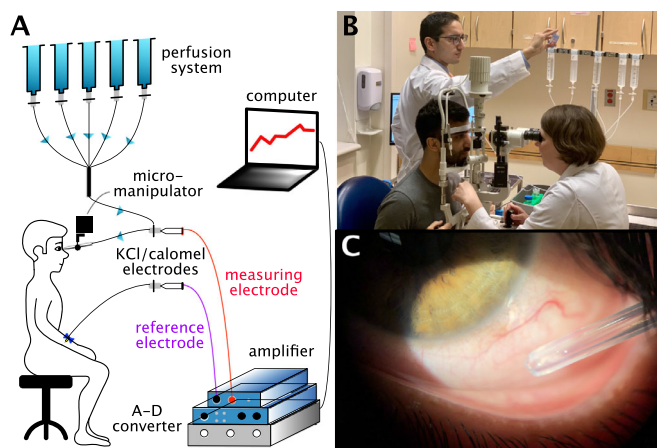 A
perfusion
system
computer
micro-
manipulator
KCl/calomel
electrodes
measuring
electrode
reference
electrode
amplifier
A-D
converter
B
C